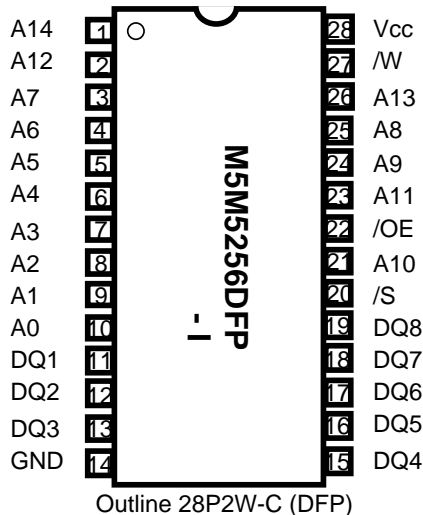 A14 1 28 Vcc
A12 2 27 /W
A7 3 26 A13
A6 4 25 A8
A5 5 24 A9
A4 6 23 A11
A3 7 22 /OE
A2 8 21 A10
A1 9 20 /S
A0 10 19 DQ8
DQ1 11 18 DQ7
DQ2 12 17 DQ6
DQ3 13 16 DQ5
GND 14 15 DQ4
M5M5256DFP
-I
Outline 28P2W-C (DFP)